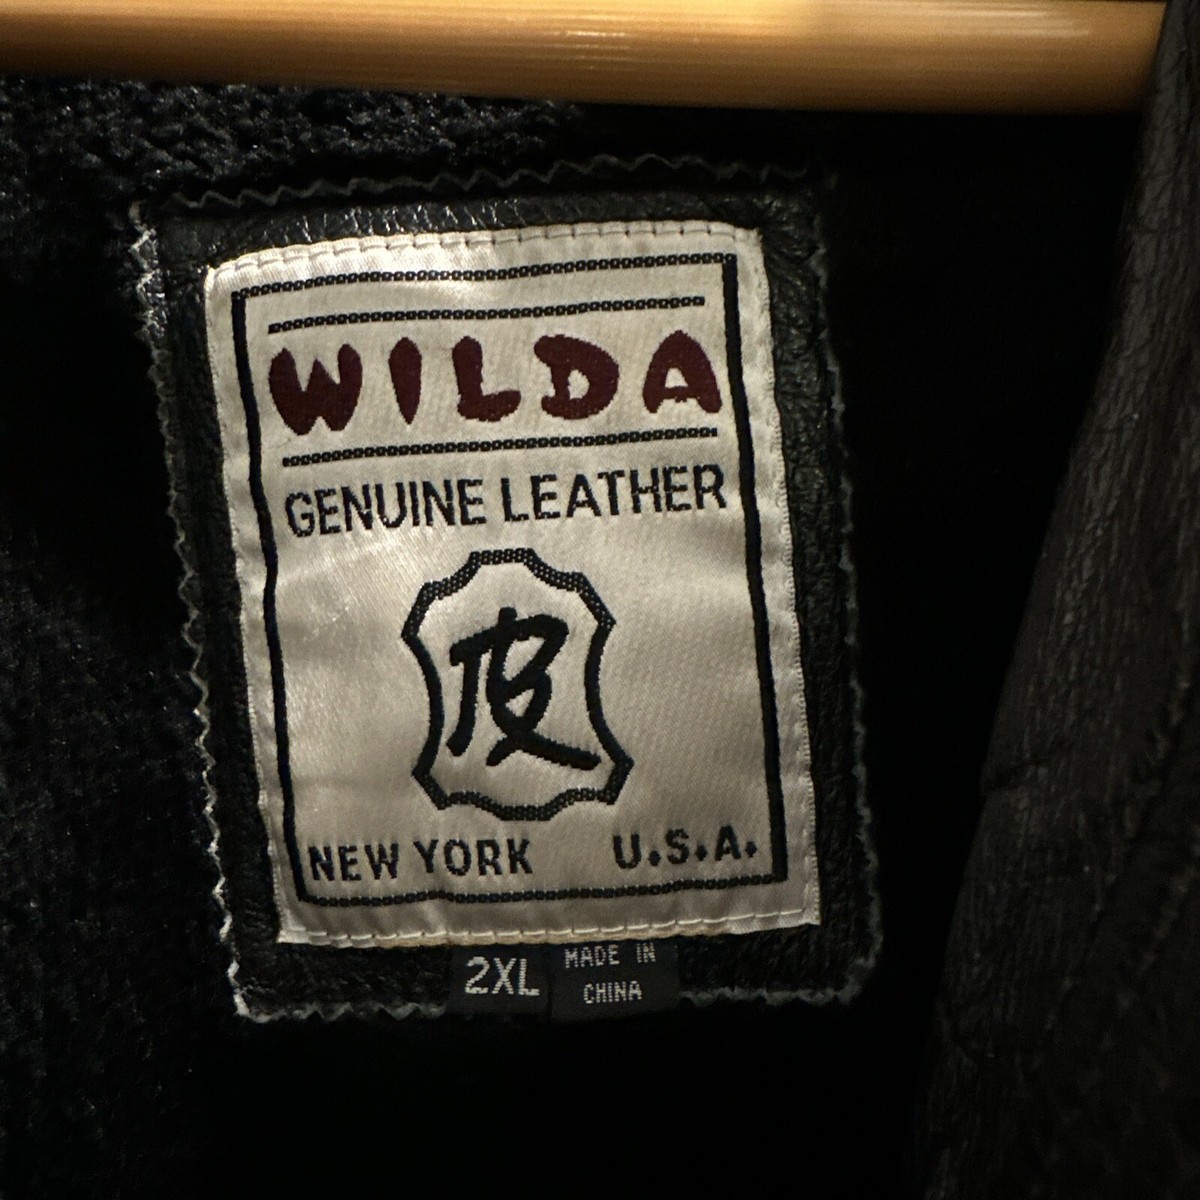 WILDA
GENUINE LEATHER
皮
NEW YORK U.S.A.
2XL
MADE IN
CHINA